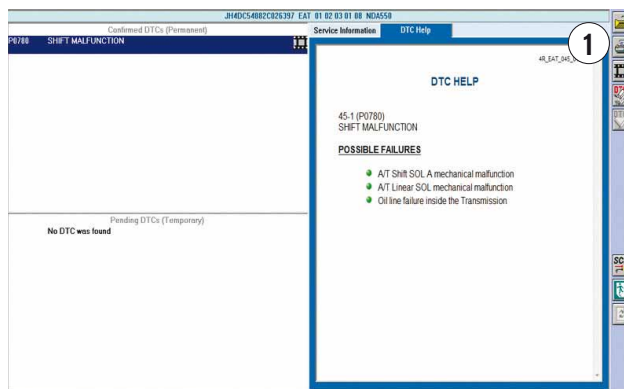 JH4DC54882C026397 EAT 01 02 03 01 08 NDA550
Confirmed DTCs (Permanent)
P0780 SHIFT MALFUNCTION
Pending DTCs (Temporary)
No DTC was found
Service Information DTC Help
1
DTC HELP
45-1 (P0780)
SHIFT MALFUNCTION
POSSIBLE FAILURES
A/T Shift SOL A mechanical malfunction
A/T Linear SOL mechanical malfunction
Oil line failure inside the Transmission